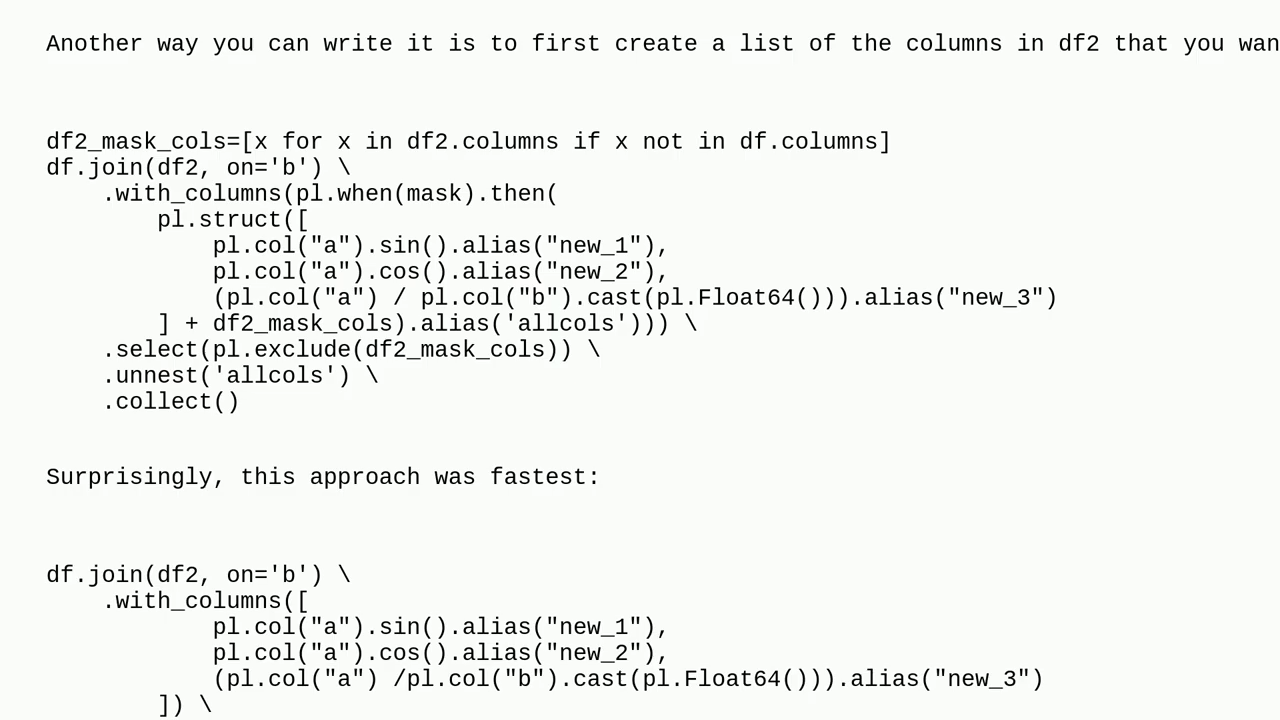 Another way you can write it is to first create a list of the columns in df2 that you
df2_mask_cols=[x for x in df2.columns if x not in df.columns]
df.join(df2, on='b') \
    .with_columns(pl.when(mask).then(
        pl.struct([
            pl.col("a").sin().alias("new_1"),
            pl.col("a").cos().alias("new_2"),
            (pl.col("a") / pl.col("b").cast(pl.Float64())).alias("new_3")
        ] + df2_mask_cols).alias('allcols'))) \
    .select(pl.exclude(df2_mask_cols)) \
    .unnest('allcols') \
    .collect()
Surprisingly, this approach was fastest:
df.join(df2, on='b') \
    .with_columns([
            pl.col("a").sin().alias("new_1"),
            pl.col("a").cos().alias("new_2"),
            (pl.col("a") /pl.col("b").cast(pl.Float64())).alias("new_3")
        ]) \